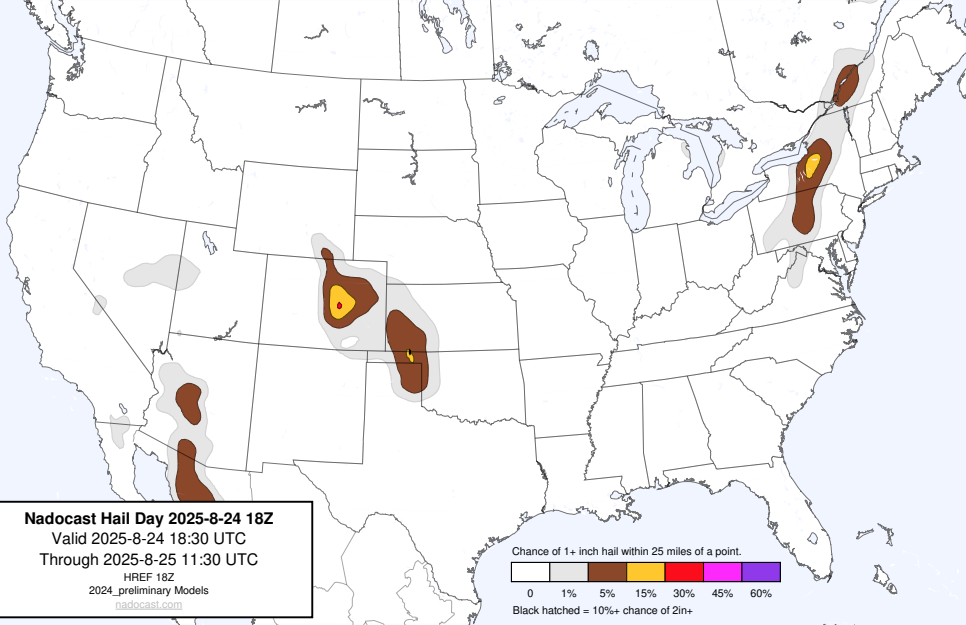 Nadocast Hail Day 2025-8-24 18Z
Valid 2025-8-24 18:30 UTC
Through 2025-8-25 11:30 UTC
HREF 18Z
2024_preliminary Models
nadocast.com
Chance of 1+ inch hail within 25 miles of a point.
0 1% 5% 15% 30% 45% 60%
Black hatched = 10%+ chance of 2in+